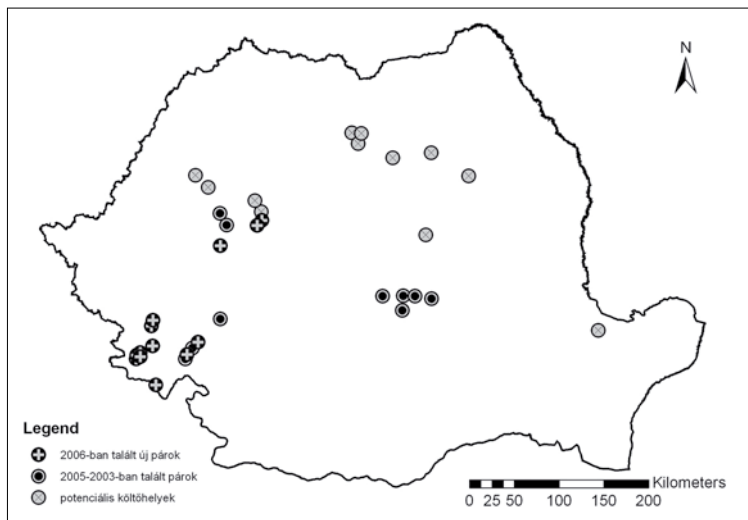 N
Legend
2006-ban talált új párok
2005-2003-ban talált párok
potenciális költőhelyek
Kilometers
0 25 50 100 150 200